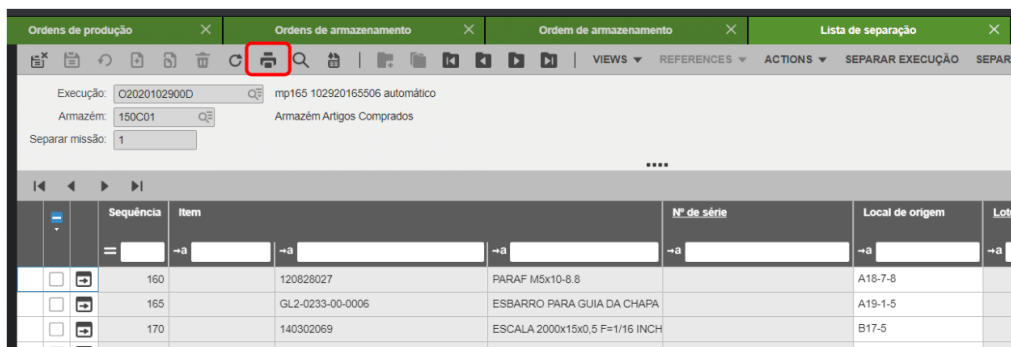 Ordens de produção
Ordens de armazenamento
Ordem de armazenamento
Lista de separação
VIEWS REFERENCES ACTIONS SEPARAR EXECUÇÃO SEPAR
Execução: O2020102900D mp165 102920165506 automático
Armazém: 150C01 Armazém Artigos Comprados
Separar missão: 1
Sequência Item Nº de série Local de origem Lot
160 120828027 PARAF M5x10-8.8 A18-7-8
165 GL2-0233-00-0006 ESBARRO PARA GUIA DA CHAPA A19-1-5
170 140302069 ESCALA 2000x15x0,5 F=1/16 INCH B17-5